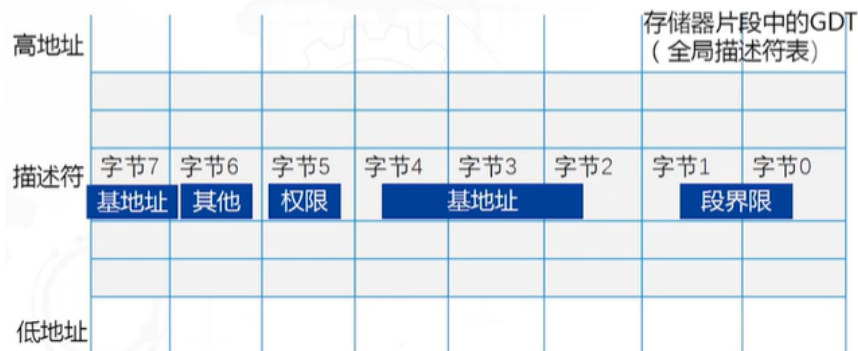 存储器片段中的GDT
高地址
（全局描述符表）
描述符
字节7 字节6 字节5 字节4 字节3 字节2 字节1 字节0
基地址 其他 权限 基地址 段界限
低地址